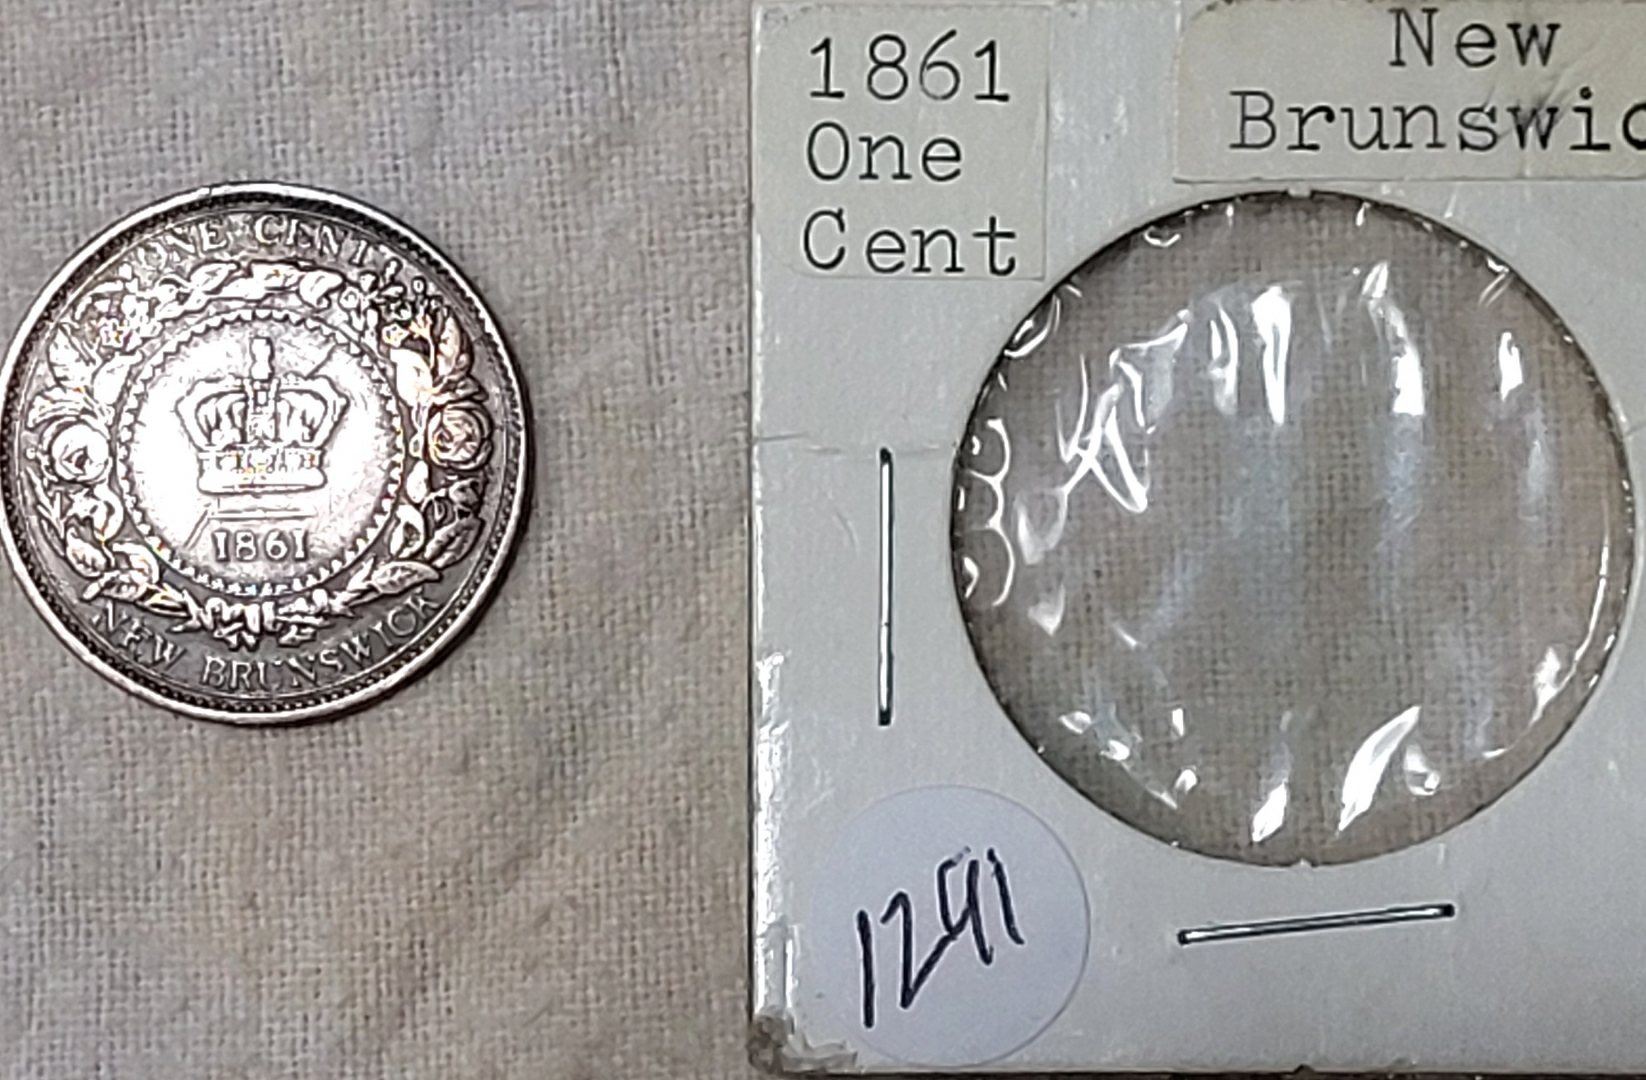 ONE CENT
1861
NEW BRUNSWICK
1861
One
Cent
New
Brunswic
1291